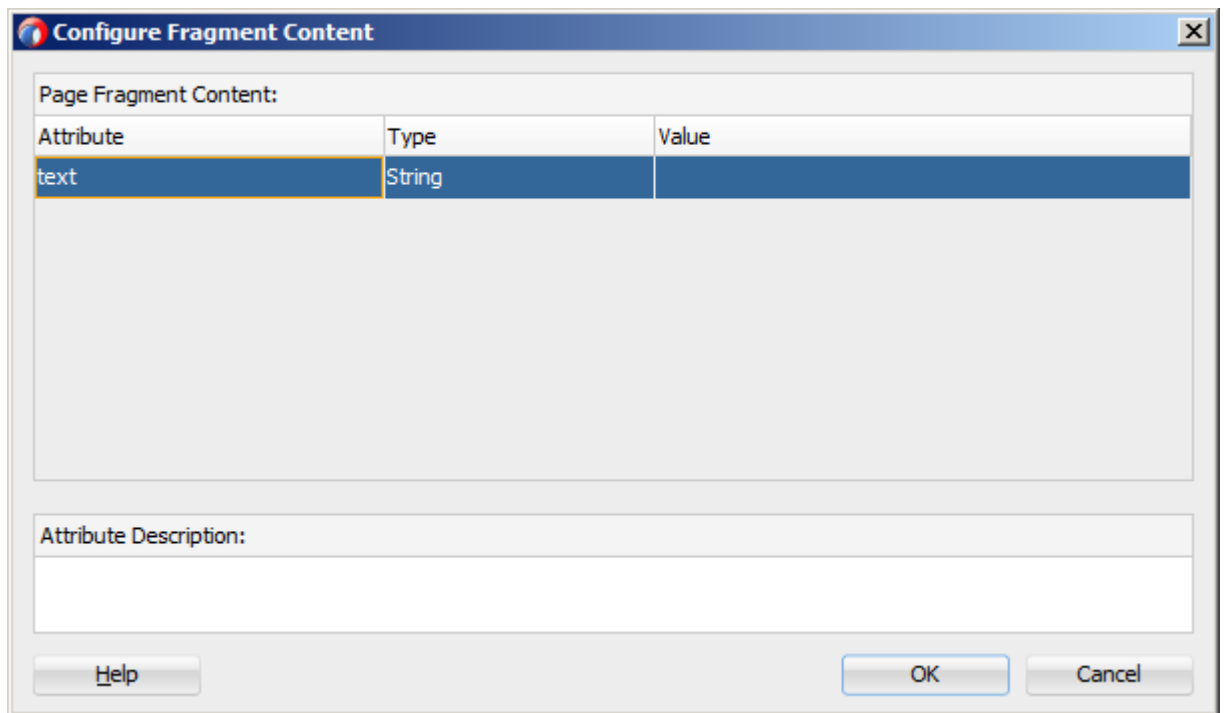 Configure Fragment Content
Page Fragment Content:
Attribute Type Value
text String
Attribute Description:
Help OK Cancel